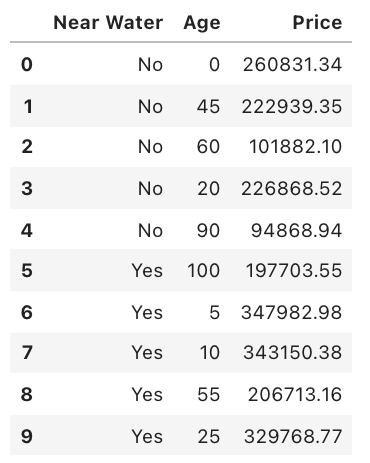 Near Water Age Price
0 No 0 260831.34
1 No 45 222939.35
2 No 60 101882.10
3 No 20 226868.52
4 No 90 94868.94
5 Yes 100 197703.55
6 Yes 5 347982.98
7 Yes 10 343150.38
8 Yes 55 206713.16
9 Yes 25 329768.77